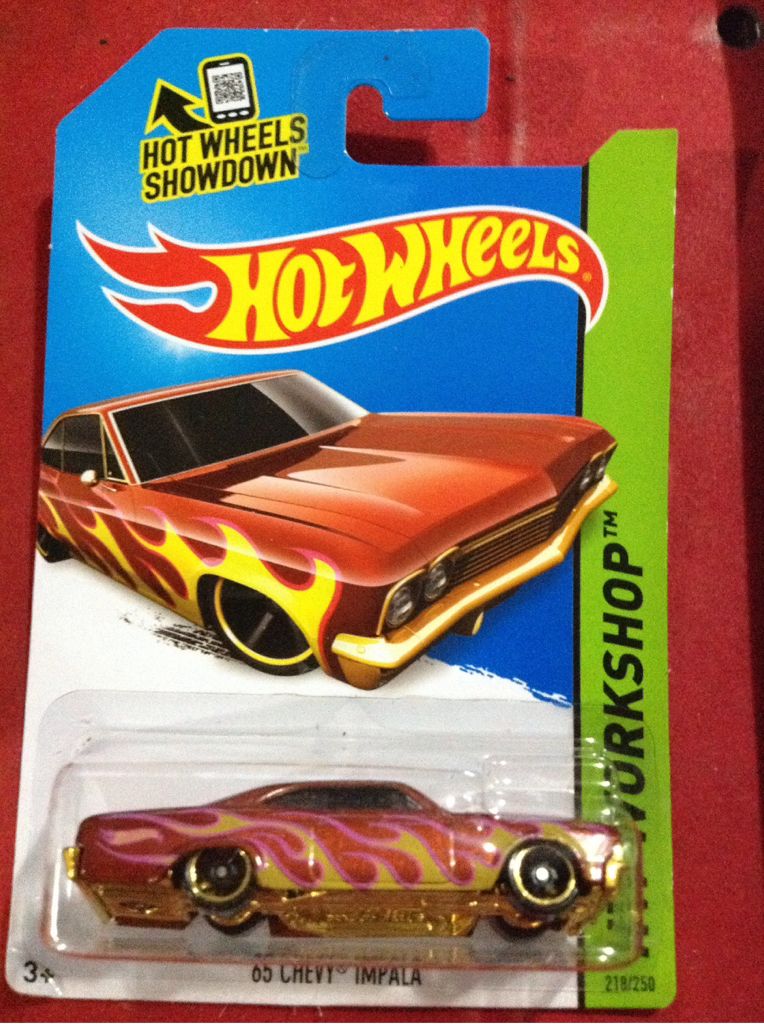 HOT WHEELS
SHOWDOWN™
HOT WHEELS®
WORKSHOP™
65 CHEVY® IMPALA
3+
218/250